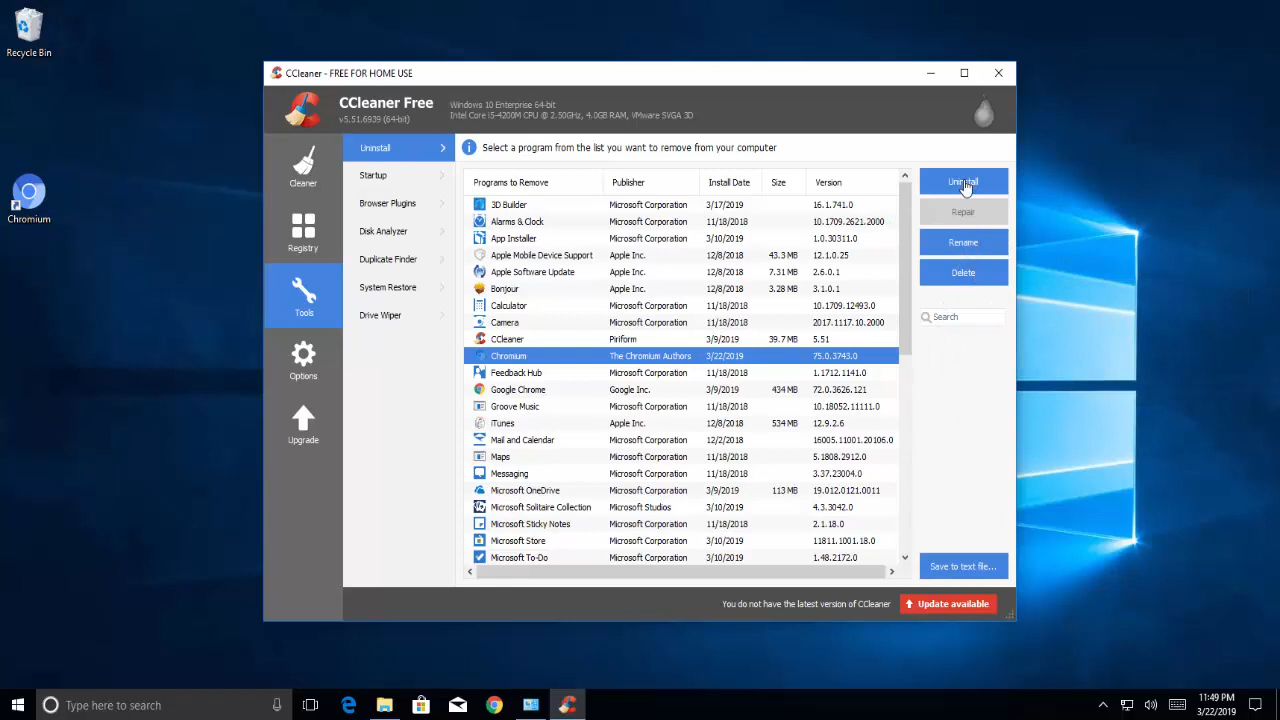 Recycle Bin
Chromium
CCleaner - FREE FOR HOME USE
CCleaner Free
v5.51.6939 (64-bit)
Windows 10 Enterprise 64-bit
Intel Core i5-4200M CPU @ 2.50GHz, 4.0GB RAM, VMware SVGA 3D
Cleaner
Registry
Tools
Options
Upgrade
Uninstall
Startup
Browser Plugins
Disk Analyzer
Duplicate Finder
System Restore
Drive Wiper
Select a program from the list you want to remove from your computer
Programs to Remove Publisher Install Date Size Version
3D Builder Microsoft Corporation 3/17/2019 16.1.741.0
Alarms & Clock Microsoft Corporation 11/18/2018 10.1709.2621.2000
App Installer Microsoft Corporation 3/10/2019 1.0.30311.0
Apple Mobile Device Support Apple Inc. 12/8/2018 43.3 MB 12.1.0.25
Apple Software Update Apple Inc. 12/8/2018 7.31 MB 2.6.0.1
Bonjour Apple Inc. 12/8/2018 3.28 MB 3.1.0.1
Calculator Microsoft Corporation 11/18/2018 10.1709.12493.0
Camera Microsoft Corporation 11/18/2018 2017.1117.10.2000
CCleaner Piriform 3/9/2019 39.7 MB 5.51
Chromium The Chromium Authors 3/22/2019 75.0.3743.0
Feedback Hub Microsoft Corporation 11/18/2018 1.1712.1141.0
Google Chrome Google Inc. 3/9/2019 434 MB 72.0.3626.121
Groove Music Microsoft Corporation 11/18/2018 10.18052.11111.0
iTunes Apple Inc. 12/8/2018 534 MB 12.9.2.6
Mail and Calendar Microsoft Corporation 12/2/2018 16005.11001.20106.0
Maps Microsoft Corporation 11/18/2018 5.1808.2912.0
Messaging Microsoft Corporation 11/18/2018 3.37.23004.0
Microsoft OneDrive Microsoft Corporation 3/9/2019 113 MB 19.012.0121.0011
Microsoft Solitaire Collection Microsoft Studios 3/10/2019 4.3.3042.0
Microsoft Sticky Notes Microsoft Corporation 11/18/2018 2.1.18.0
Microsoft Store Microsoft Corporation 3/10/2019 11811.1001.18.0
Microsoft To-Do Microsoft Corporation 3/10/2019 1.48.2172.0
Uninstall
Repair
Rename
Delete
Search
Save to text file...
You do not have the latest version of CCleaner
Update available
Type here to search
11:49 PM
3/22/2019